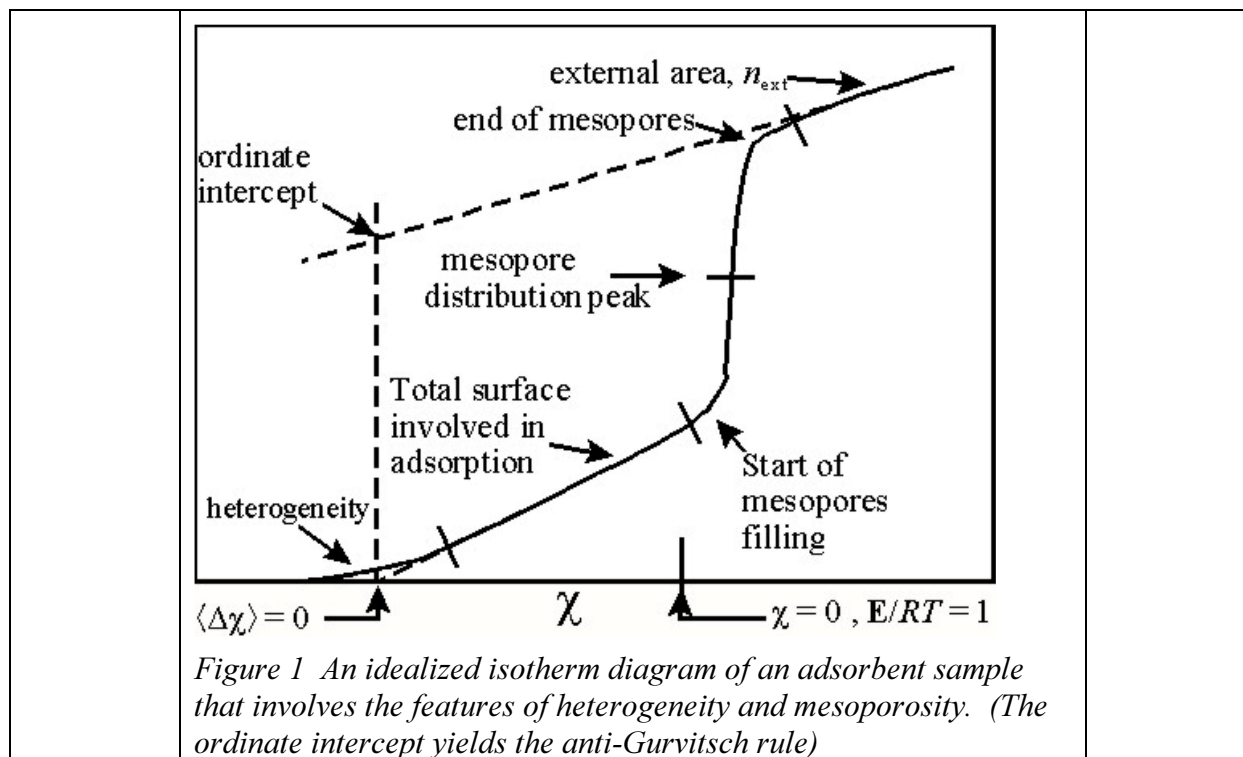 external area, n_ext
end of mesopores
ordinate
intercept
mesopore
distribution peak
Total surface
involved in
adsorption
heterogeneity
Start of
mesopores
filling
⟨Δχ⟩ = 0
χ
χ = 0 , E/RT = 1
Figure 1 An idealized isotherm diagram of an adsorbent sample
that involves the features of heterogeneity and mesoporosity. (The
ordinate intercept yields the anti-Gurvitsch rule)